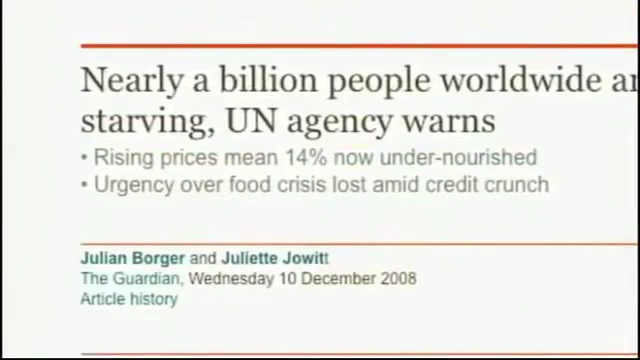 Nearly a billion people worldwide ar
starving, UN agency warns
• Rising prices mean 14% now under-nourished
• Urgency over food crisis lost amid credit crunch
Julian Borger and Juliette Jowitt
The Guardian, Wednesday 10 December 2008
Article history